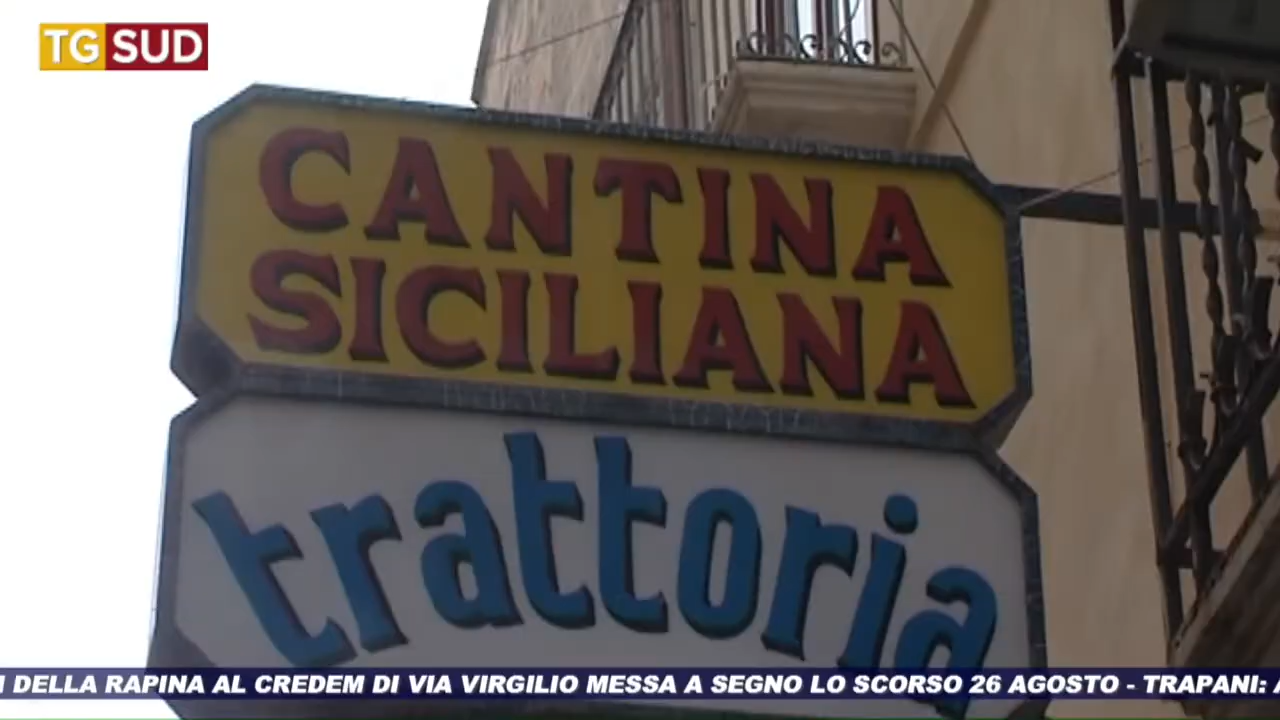 TG SUD
CANTINA
SICILIANA
trattoria
I DELLA RAPINA AL CREDEM DI VIA VIRGILIO MESSA A SEGNO LO SCORSO 26 AGOSTO - TRAPANI: